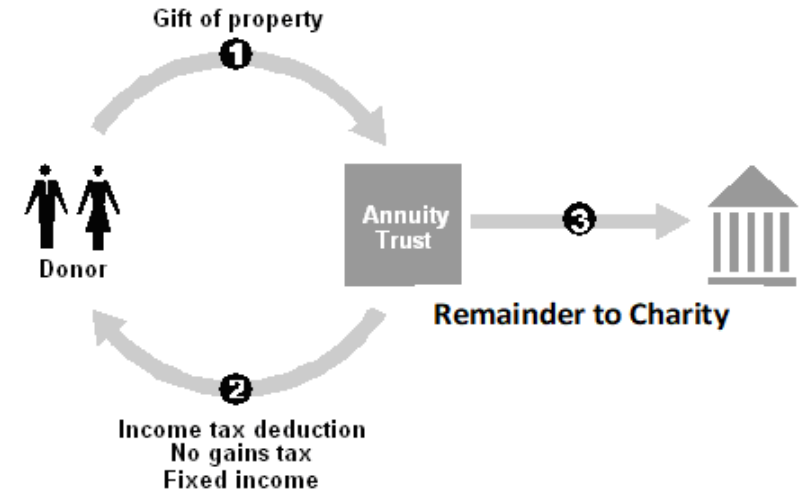 Gift of property
1
Donor
Annuity
Trust
3
Remainder to Charity
2
Income tax deduction
No gains tax
Fixed income